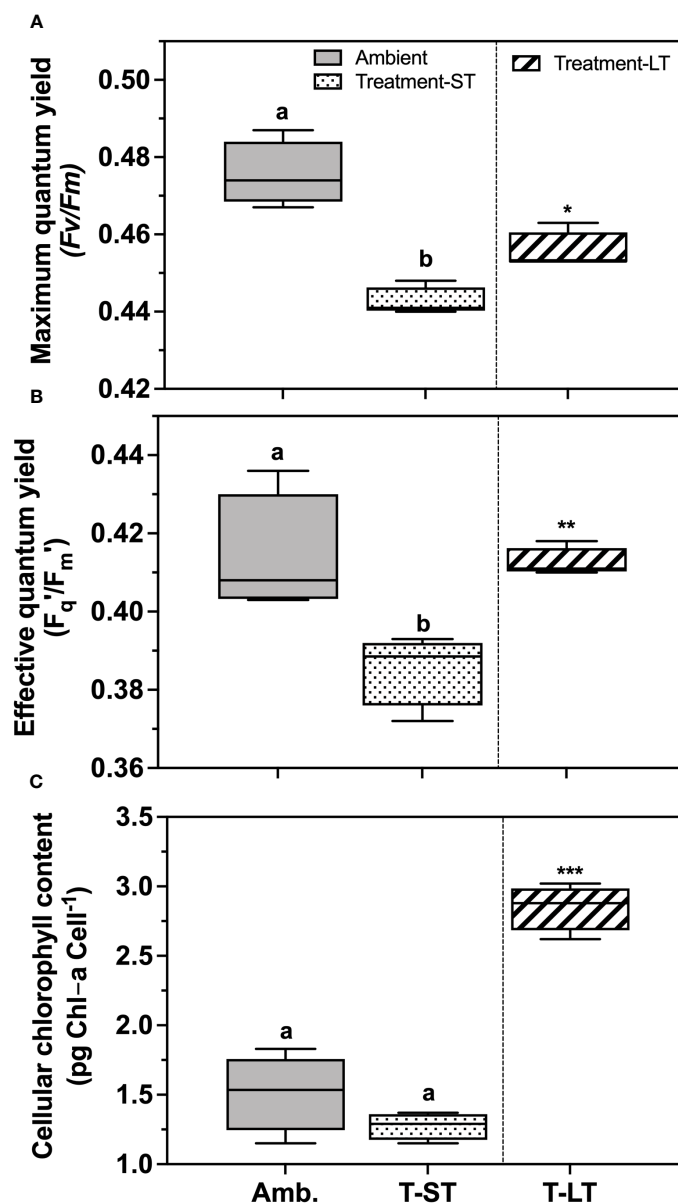 A
Ambient
Treatment-ST
Treatment-LT
Maximum quantum yield
(Fv/Fm)
0.50
0.48
0.46
0.44
0.42
a
b
*
B
Effective quantum yield
(Fq'/Fm')
0.44
0.42
0.40
0.38
0.36
a
b
**
C
Cellular chlorophyll content
(pg Chl–a Cell-1)
3.5
3.0
2.5
2.0
1.5
1.0
a
a
***
Amb. T-ST T-LT